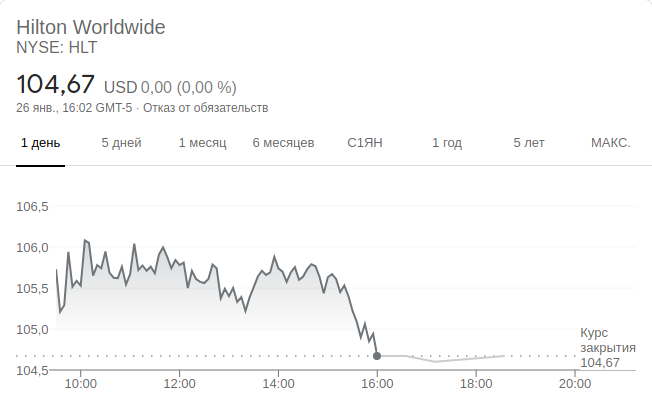 Hilton Worldwide
NYSE: HLT
104,67 USD 0,00 (0,00 %)
26 янв., 16:02 GMT-5 · Отказ от обязательств
1 день 5 дней 1 месяц 6 месяцев С1ЯН 1 год 5 лет МАКС.
106,5
106,0
105,5
105,0
Курс
закрытия
104,67
104,5
10:00 12:00 14:00 16:00 18:00 20:00